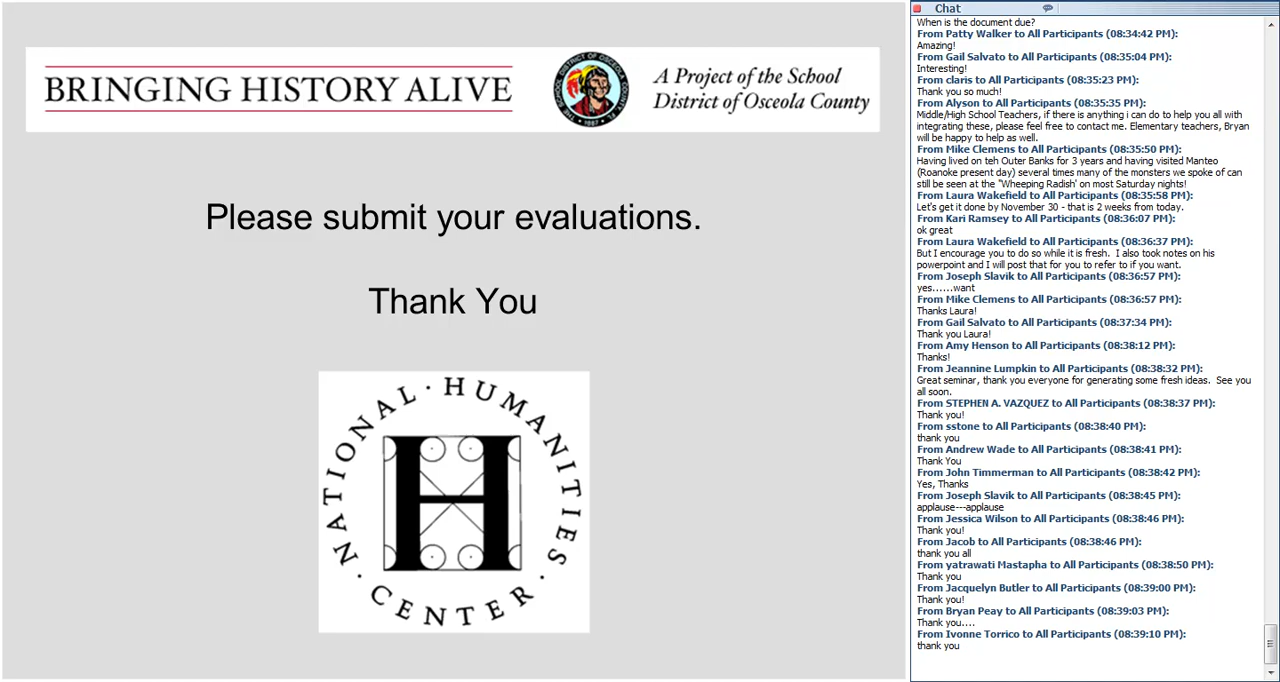 BRINGING HISTORY ALIVE
THE SCHOOL DISTRICT OF OSCEOLA COUNTY, FL
1887
A Project of the School
District of Osceola County
Please submit your evaluations.
Thank You
NATIONAL · HUMANITIES · CENTER ·
H
Chat
When is the document due?
From Patty Walker to All Participants (08:34:42 PM):
Amazing!
From Gail Salvato to All Participants (08:35:04 PM):
Interesting!
From claris to All Participants (08:35:23 PM):
Thank you so much!
From Alyson to All Participants (08:35:35 PM):
Middle/High School Teachers, if there is anything i can do to help you all with
integrating these, please feel free to contact me. Elementary teachers, Bryan
will be happy to help as well.
From Mike Clemens to All Participants (08:35:50 PM):
Having lived on teh Outer Banks for 3 years and having visited Manteo
(Roanoke present day) several times many of the monsters we spoke of can
still be seen at the "Wheeping Radish' on most Saturday nights!
From Laura Wakefield to All Participants (08:35:58 PM):
Let's get it done by November 30 - that is 2 weeks from today.
From Kari Ramsey to All Participants (08:36:07 PM):
ok great
From Laura Wakefield to All Participants (08:36:37 PM):
But I encourage you to do so while it is fresh.  I also took notes on his
powerpoint and I will post that for you to refer to if you want.
From Joseph Slavik to All Participants (08:36:57 PM):
yes......want
From Mike Clemens to All Participants (08:36:57 PM):
Thanks Laura!
From Gail Salvato to All Participants (08:37:34 PM):
Thank you Laura!
From Amy Henson to All Participants (08:38:12 PM):
Thanks!
From Jeannine Lumpkin to All Participants (08:38:32 PM):
Great seminar, thank you everyone for generating some fresh ideas.  See you
all soon.
From STEPHEN A. VAZQUEZ to All Participants (08:38:37 PM):
Thank you!
From sstone to All Participants (08:38:40 PM):
thank you
From Andrew Wade to All Participants (08:38:41 PM):
Thank You
From John Timmerman to All Participants (08:38:42 PM):
Yes, Thanks
From Joseph Slavik to All Participants (08:38:45 PM):
applause---applause
From Jessica Wilson to All Participants (08:38:46 PM):
Thank you!
From Jacob to All Participants (08:38:46 PM):
thank you all
From yatrawati Mastapha to All Participants (08:38:50 PM):
Thank you
From Jacquelyn Butler to All Participants (08:39:00 PM):
Thank you!
From Bryan Peay to All Participants (08:39:03 PM):
Thank you....
From Ivonne Torrico to All Participants (08:39:10 PM):
thank you